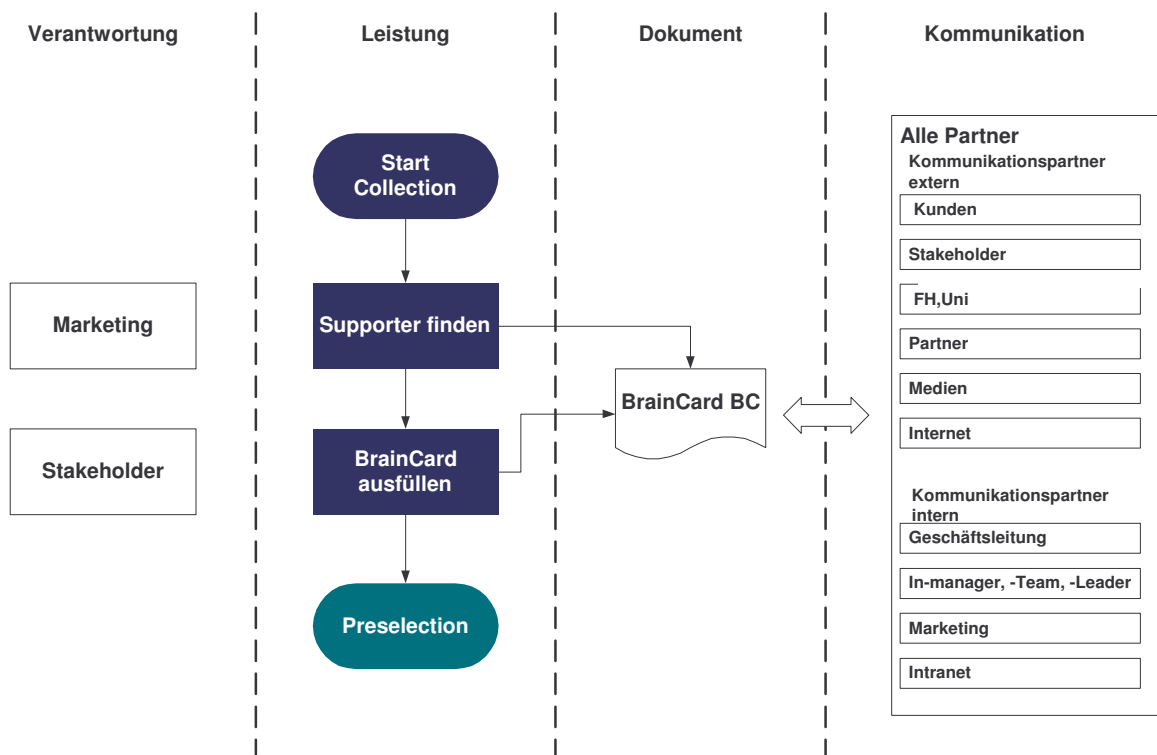 Verantwortung
Leistung
Dokument
Kommunikation
Start
Collection
Marketing
Supporter finden
Stakeholder
BrainCard
ausfüllen
Preselection
BrainCard BC
Alle Partner
Kommunikationspartner
extern
Kunden
Stakeholder
FH,Uni
Partner
Medien
Internet
Kommunikationspartner
intern
Geschäftsleitung
In-manager, -Team, -Leader
Marketing
Intranet